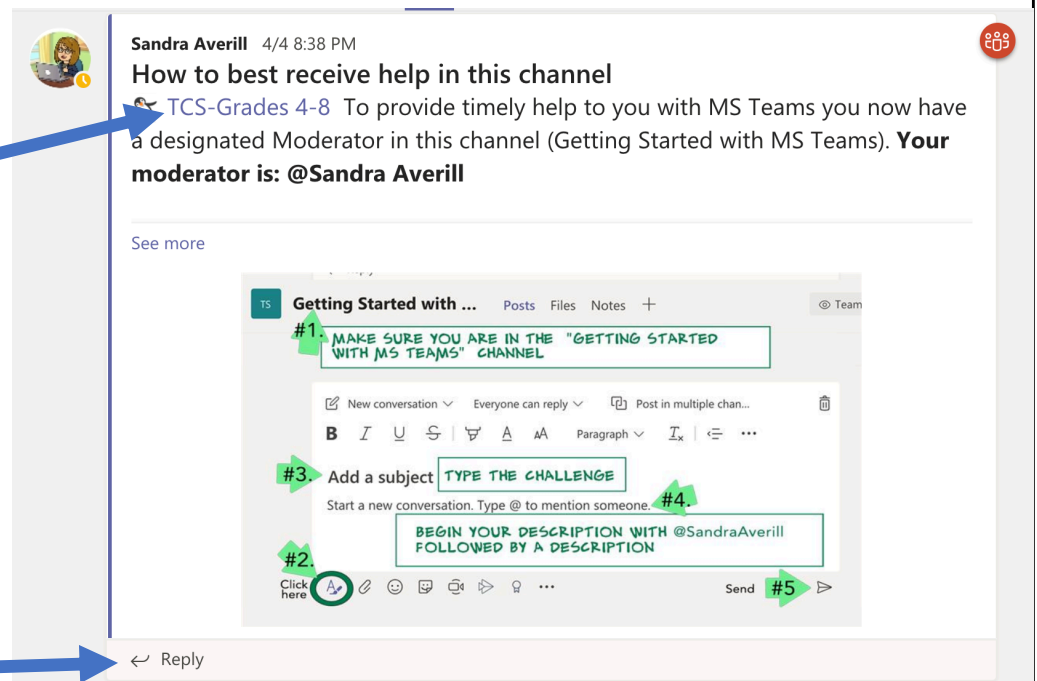 Sandra Averill 4/4 8:38 PM
How to best receive help in this channel
TCS-Grades 4-8 To provide timely help to you with MS Teams you now have
a designated Moderator in this channel (Getting Started with MS Teams). Your
moderator is: @Sandra Averill
See more
TS Getting Started with ... Posts Files Notes Team
#1. MAKE SURE YOU ARE IN THE "GETTING STARTED
WITH MS TEAMS" CHANNEL
New conversation Everyone can reply Post in multiple chan...
B I U S A AA Paragraph Tx ...
#3. Add a subject TYPE THE CHALLENGE
Start a new conversation. Type @ to mention someone. #4.
BEGIN YOUR DESCRIPTION WITH @SandraAverill
FOLLOWED BY A DESCRIPTION
#2.
Click
here ... Send #5
Reply